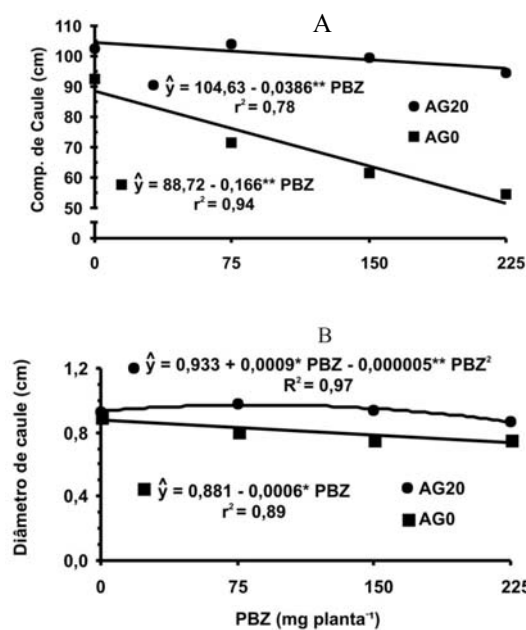 A
110
100
90
80
70
60
50
0
Comp. de Caule (cm)
ŷ = 104,63 - 0,0386** PBZ
r² = 0,78
AG20
AG0
ŷ = 88,72 - 0,166** PBZ
r² = 0,94
0 75 150 225
B
1,2
0,8
0,4
0,0
Diâmetro de caule (cm)
ŷ = 0,933 + 0,0009* PBZ - 0,000005** PBZ²
R² = 0,97
AG20
AG0
ŷ = 0,881 - 0,0006* PBZ
r² = 0,89
0 75 150 225
PBZ (mg planta⁻¹)